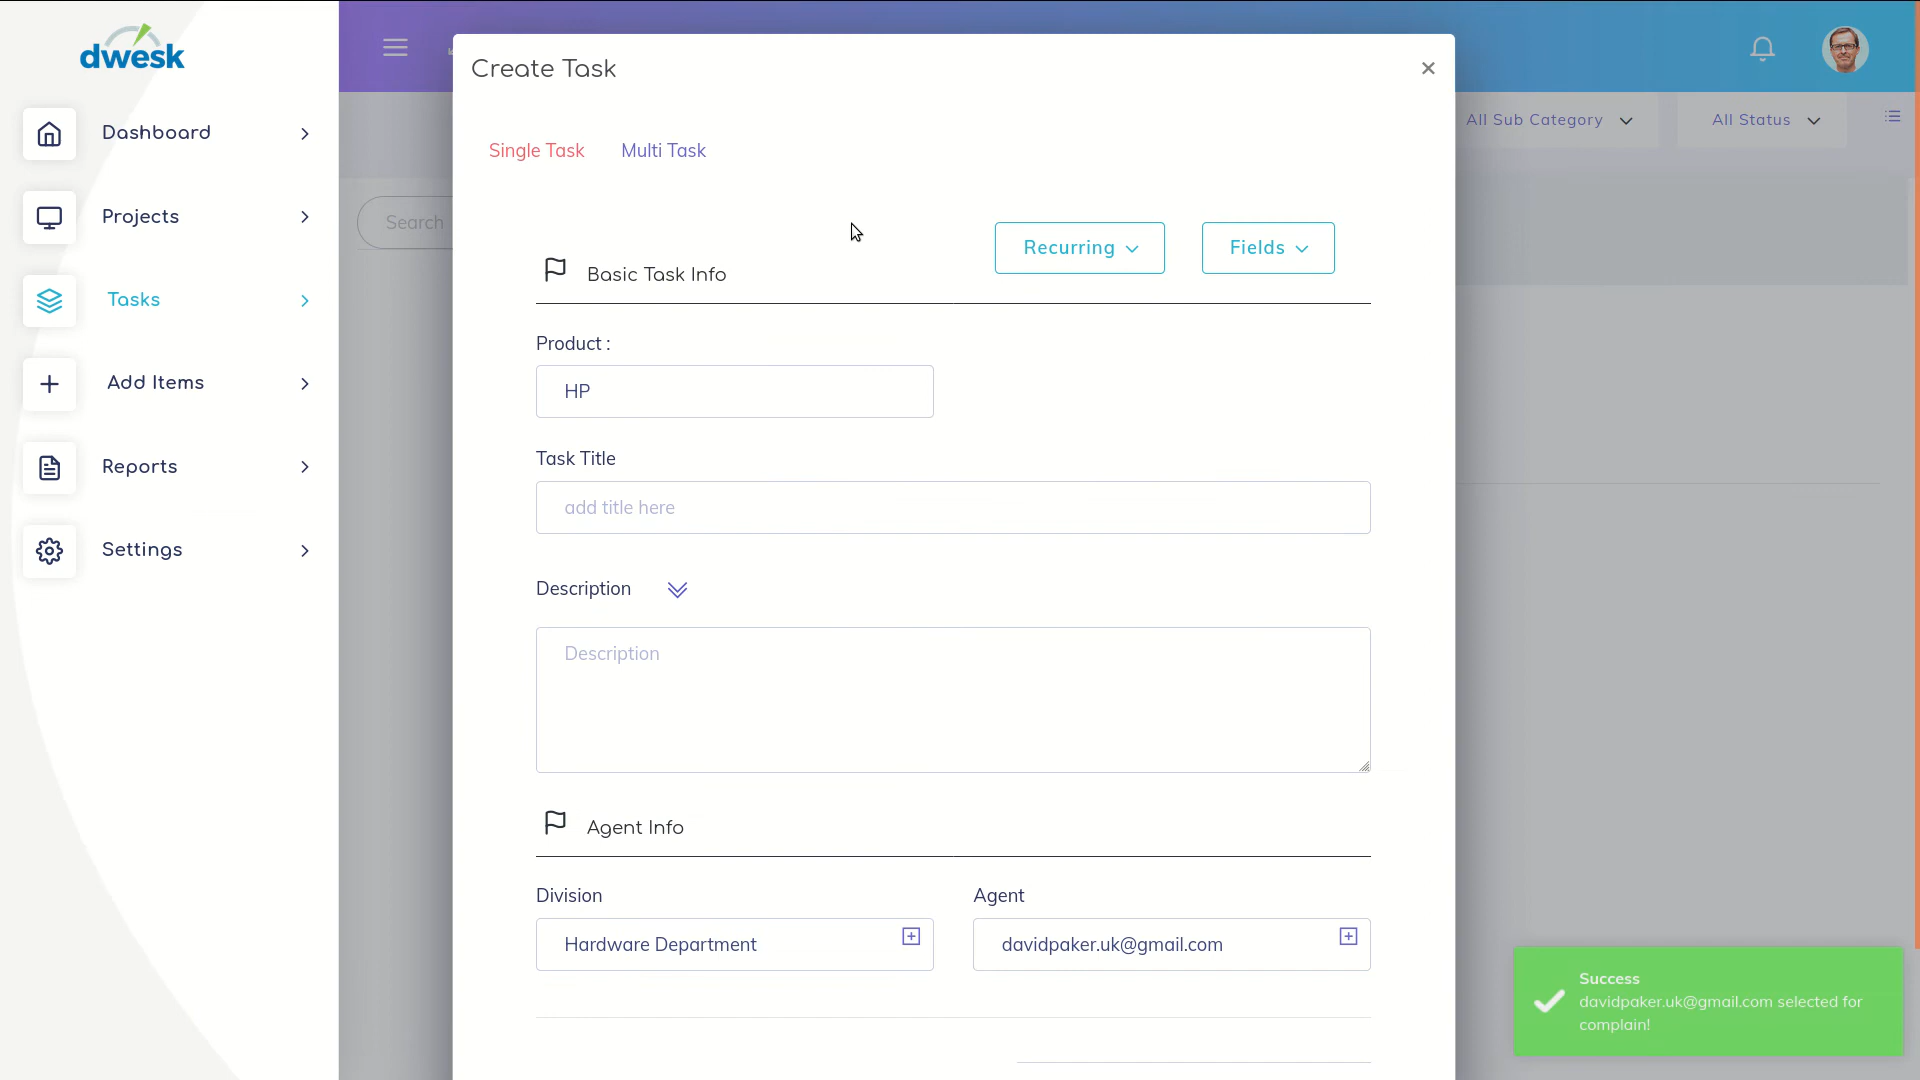 dwesk
Dashboard
Projects
Tasks
Add Items
Reports
Settings
Search
All Sub Category
All Status
Create Task
×
Single Task
Multi Task
Recurring
Fields
Basic Task Info
Product :
HP
Task Title
add title here
Description
Description
Agent Info
Division
Agent
Hardware Department
davidpaker.uk@gmail.com
Success
davidpaker.uk@gmail.com selected for
complain!